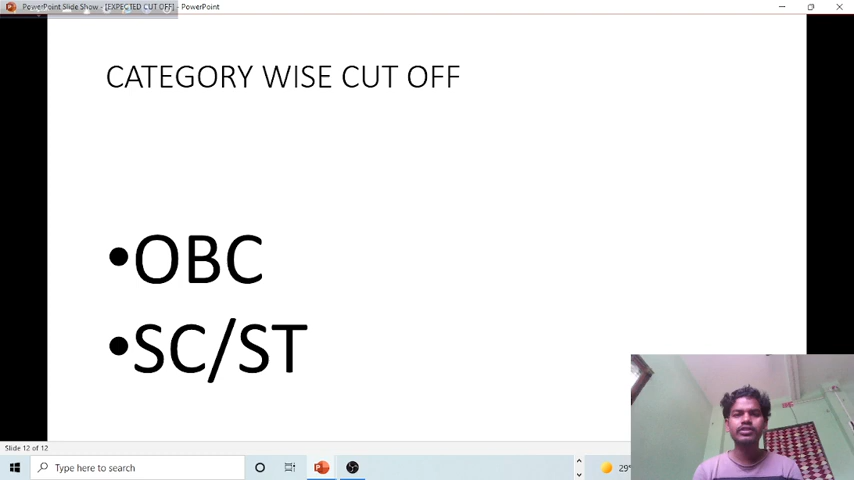 PowerPoint Slide Show - [EXPECTED CUT OFF] - PowerPoint
CATEGORY WISE CUT OFF
•OBC
•SC/ST
Slide 12 of 12
Type here to search
29°